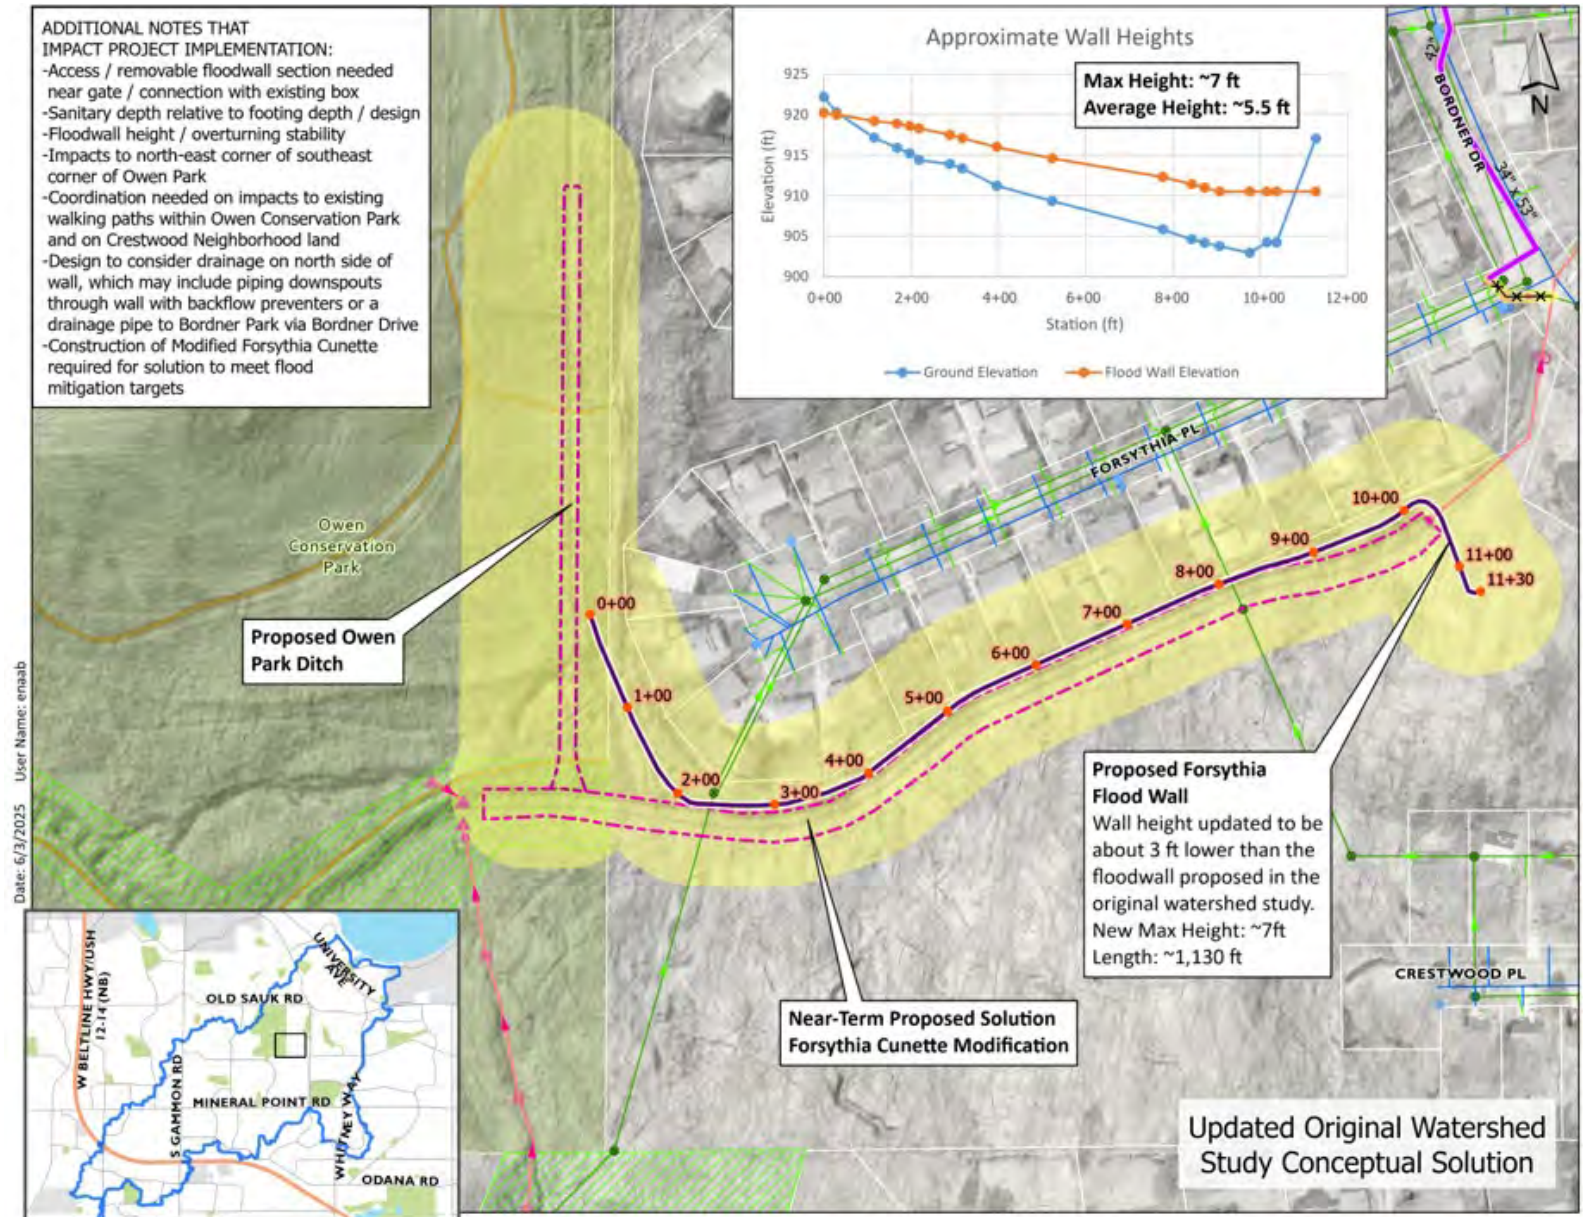 ADDITIONAL NOTES THAT
IMPACT PROJECT IMPLEMENTATION:
-Access / removable floodwall section needed
near gate / connection with existing box
-Sanitary depth relative to footing depth / design
-Floodwall height / overturning stability
-Impacts to north-east corner of southeast
corner of Owen Park
-Coordination needed on impacts to existing
walking paths within Owen Conservation Park
and on Crestwood Neighborhood land
-Design to consider drainage on north side of
wall, which may include piping downspouts
through wall with backflow preventers or a
drainage pipe to Bordner Park via Bordner Drive
-Construction of Modified Forsythia Cunette
required for solution to meet flood
mitigation targets
Approximate Wall Heights
Max Height: ~7 ft
Average Height: ~5.5 ft
Elevation (ft)
925
920
915
910
905
900
0+00
2+00
4+00
6+00
8+00
10+00
12+00
Station (ft)
Ground Elevation
Flood Wall Elevation
42"
BORDNER DR
34" X 53"
N
FORSYTHIA PL
Owen
Conservation
Park
Proposed Owen
Park Ditch
0+00
1+00
2+00
3+00
4+00
5+00
6+00
7+00
8+00
9+00
10+00
11+00
11+30
Proposed Forsythia
Flood Wall
Wall height updated to be
about 3 ft lower than the
floodwall proposed in the
original watershed study.
New Max Height: ~7ft
Length: ~1,130 ft
CRESTWOOD PL
Near-Term Proposed Solution
Forsythia Cunette Modification
Updated Original Watershed
Study Conceptual Solution
Date: 6/3/2025 User Name: enaab
W BELTLINE HWY/USH
12-14 (NB)
UNIVERSITY
AVE
OLD SAUK RD
S GAMMON RD
MINERAL POINT RD
WHITNEY WAY
ODANA RD